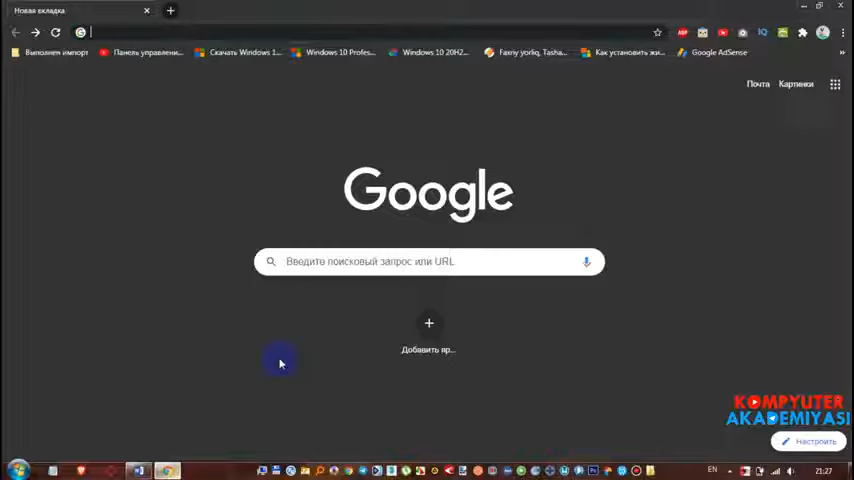 Новая вкладка
Выполнен импорт
Панель управлени...
Скачать Windows 1...
Windows 10 Profes...
Windows 10 20H2...
Faxriy yorliq, Tasha...
Как установить жи...
Google AdSense
Почта Картинки
Google
Введите поисковый запрос или URL
Добавить яр...
KOMPYUTER
AKADEMIYASI
Настроить
EN
21:27